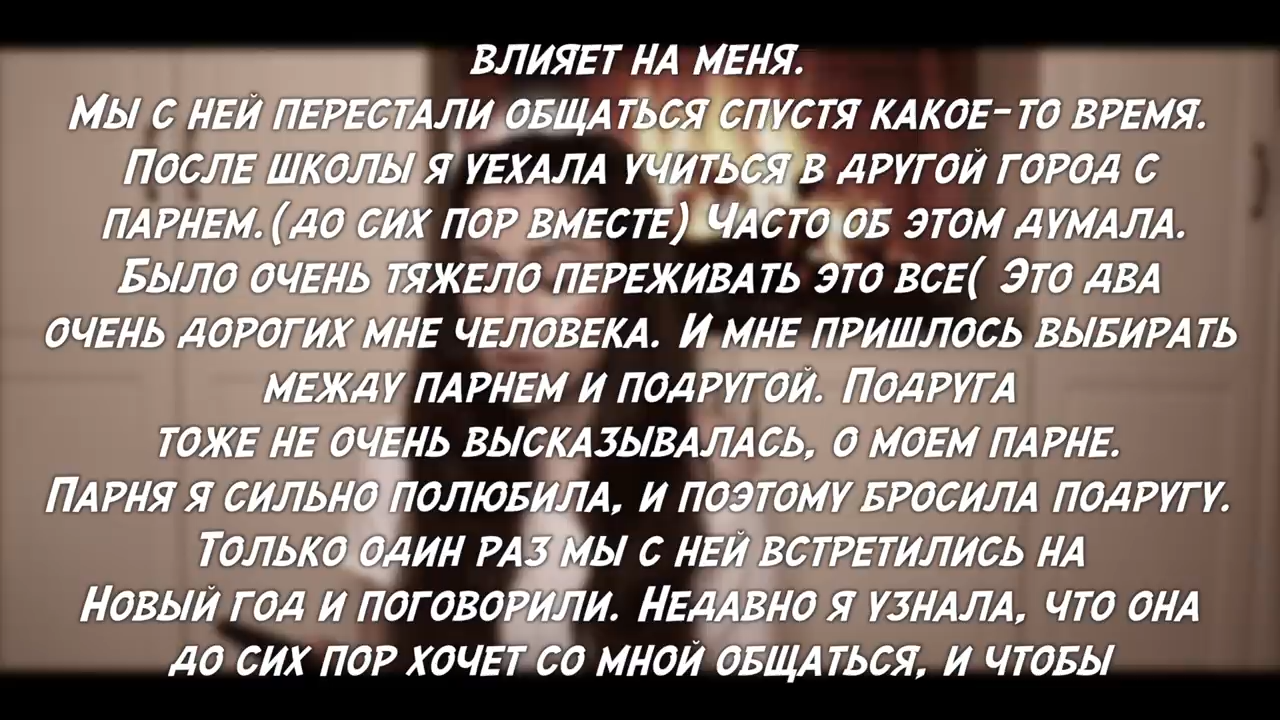 ВЛИЯЕТ НА МЕНЯ.
МЫ С НЕЙ ПЕРЕСТАЛИ ОБЩАТЬСЯ СПУСТЯ КАКОЕ-ТО ВРЕМЯ.
ПОСЛЕ ШКОЛЫ Я УЕХАЛА УЧИТЬСЯ В ДРУГОЙ ГОРОД С
ПАРНЕМ.(ДО СИХ ПОР ВМЕСТЕ) ЧАСТО ОБ ЭТОМ ДУМАЛА.
БЫЛО ОЧЕНЬ ТЯЖЕЛО ПЕРЕЖИВАТЬ ЭТО ВСЕ( ЭТО ДВА
ОЧЕНЬ ДОРОГИХ МНЕ ЧЕЛОВЕКА. И МНЕ ПРИШЛОСЬ ВЫБИРАТЬ
МЕЖДУ ПАРНЕМ И ПОДРУГОЙ. ПОДРУГА
ТОЖЕ НЕ ОЧЕНЬ ВЫСКАЗЫВАЛАСЬ, О МОЕМ ПАРНЕ.
ПАРНЯ Я СИЛЬНО ПОЛЮБИЛА, И ПОЭТОМУ БРОСИЛА ПОДРУГУ.
ТОЛЬКО ОДИН РАЗ МЫ С НЕЙ ВСТРЕТИЛИСЬ НА
НОВЫЙ ГОД И ПОГОВОРИЛИ. НЕДАВНО Я УЗНАЛА, ЧТО ОНА
ДО СИХ ПОР ХОЧЕТ СО МНОЙ ОБЩАТЬСЯ, И ЧТОБЫ